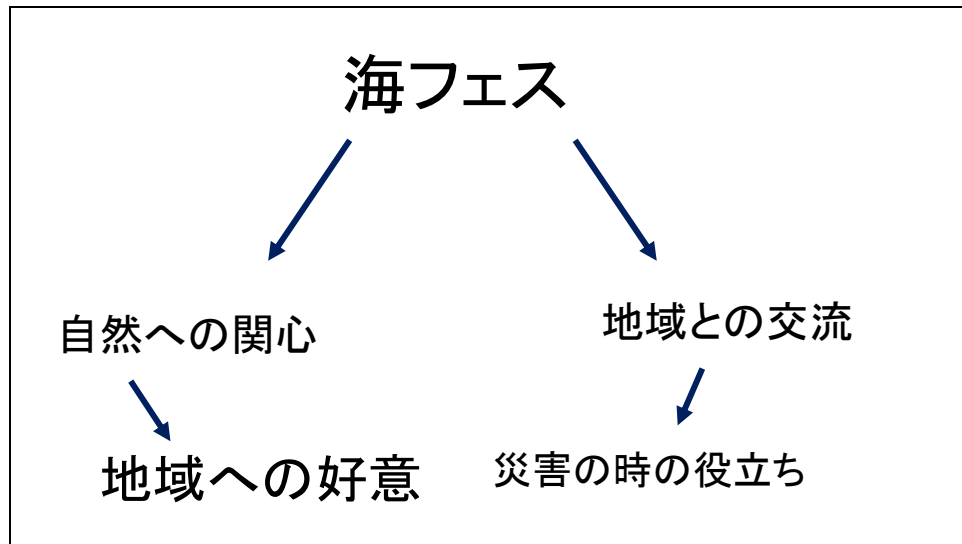 海フェス
自然への関心
地域との交流
地域への好意
災害の時の役立ち